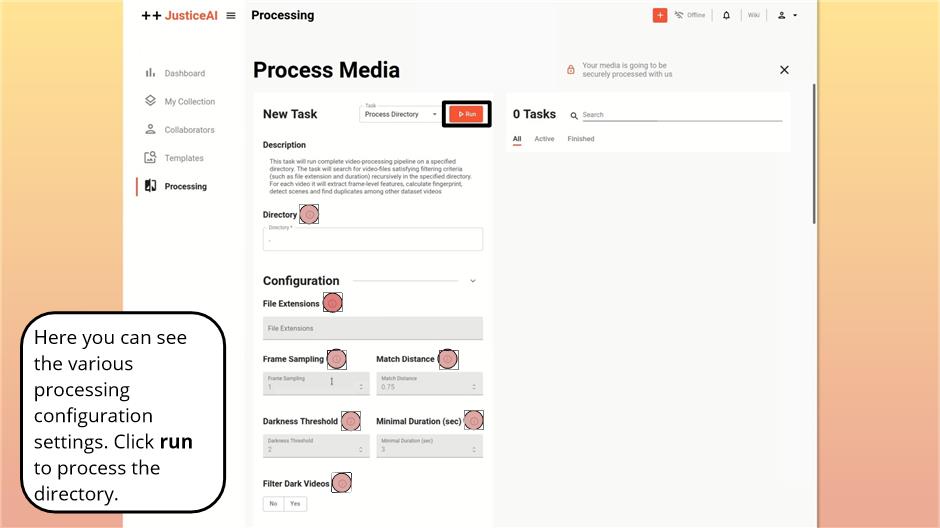 JusticeAI
Processing
Offline
Wiki
Dashboard
My Collection
Collaborators
Templates
Processing
Process Media
Your media is going to be
securely processed with us
New Task
Task
Process Directory
Run
Description
This task will run complete video-processing pipeline on a specified
directory. The task will search for video-files satisfying filtering criteria
(such as file extension and duration) recursively in the specified directory.
For each video it will extract frame-level features, calculate fingerprint,
detect scenes and find duplicates among other dataset videos
Directory
Directory *
.
Configuration
File Extensions
File Extensions
Frame Sampling
Match Distance
Frame Sampling
1
Match Distance
0.75
Darkness Threshold
Minimal Duration (sec)
Darkness Threshold
2
Minimal Duration (sec)
3
Filter Dark Videos
No
Yes
0 Tasks
Search
All
Active
Finished
Here you can see
the various
processing
configuration
settings. Click run
to process the
directory.